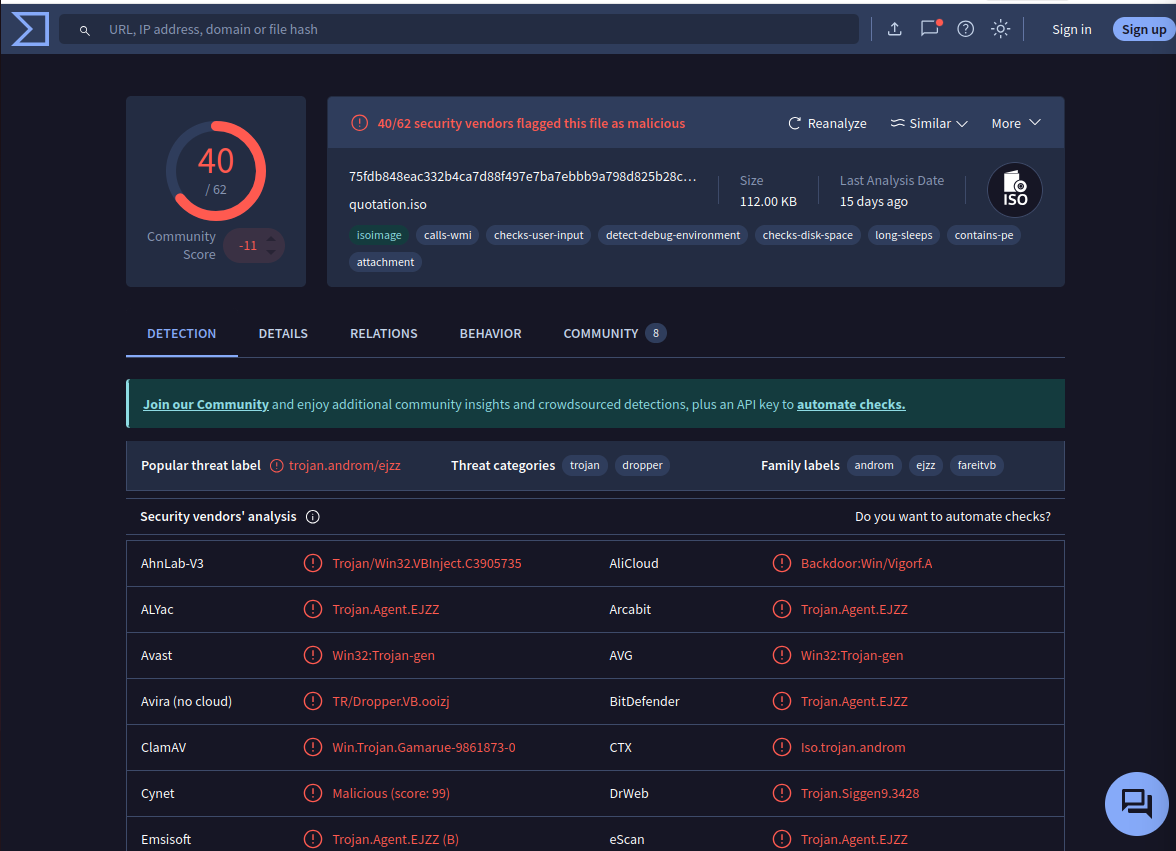 URL, IP address, domain or file hash
Sign in
Sign up
40
/ 62
Community
Score
-11
40/62 security vendors flagged this file as malicious
Reanalyze
Similar
More
75fdb848eac332b4ca7d88f497e7ba7ebbb9a798d825b28c...
quotation.iso
Size
112.00 KB
Last Analysis Date
15 days ago
ISO
isoimage
calls-wmi
checks-user-input
detect-debug-environment
checks-disk-space
long-sleeps
contains-pe
attachment
DETECTION
DETAILS
RELATIONS
BEHAVIOR
COMMUNITY 8
Join our Community and enjoy additional community insights and crowdsourced detections, plus an API key to automate checks.
Popular threat label trojan.androm/ejzz
Threat categories trojan dropper
Family labels androm ejzz fareitvb
Security vendors' analysis
Do you want to automate checks?
AhnLab-V3 Trojan/Win32.VBInject.C3905735 AliCloud Backdoor:Win/Vigorf.A
ALYac Trojan.Agent.EJZZ Arcabit Trojan.Agent.EJZZ
Avast Win32:Trojan-gen AVG Win32:Trojan-gen
Avira (no cloud) TR/Dropper.VB.ooizj BitDefender Trojan.Agent.EJZZ
ClamAV Win.Trojan.Gamarue-9861873-0 CTX Iso.trojan.androm
Cynet Malicious (score: 99) DrWeb Trojan.Siggen9.3428
Emsisoft Trojan.Agent.EJZZ (B) eScan Trojan.Agent.EJZZ